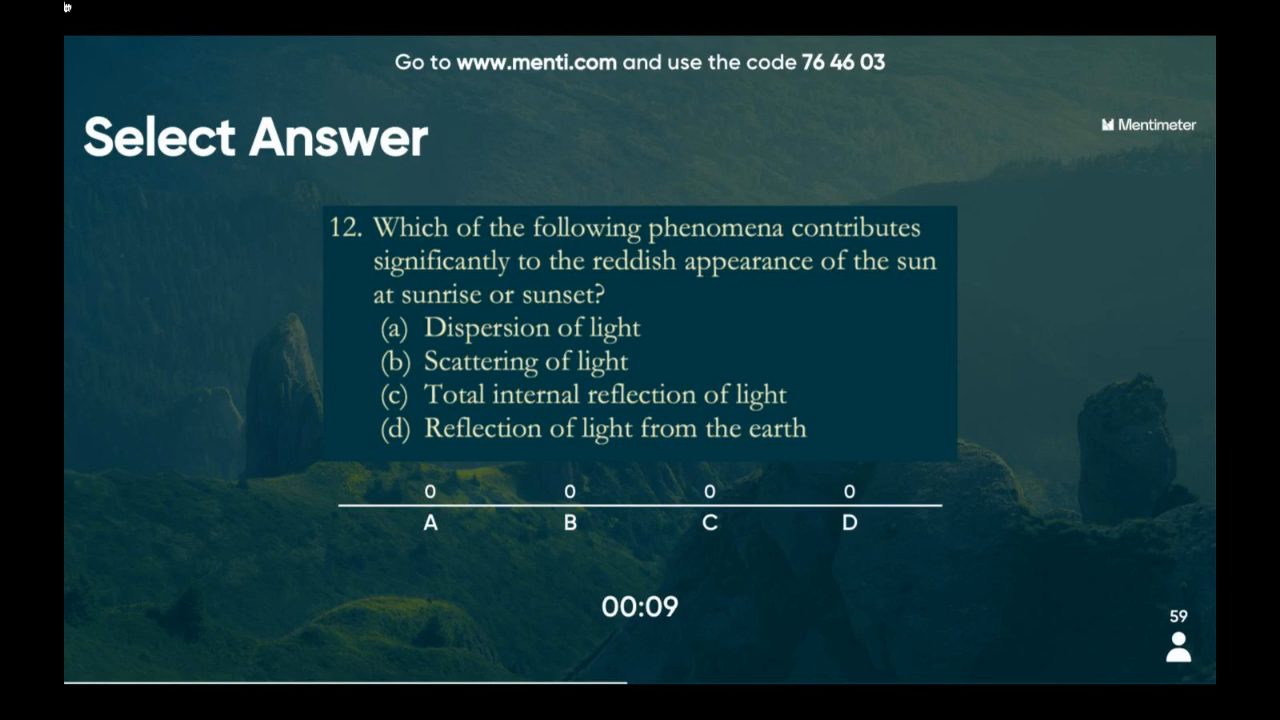 Go to www.menti.com and use the code 76 46 03
Select Answer
Mentimeter
12. Which of the following phenomena contributes
significantly to the reddish appearance of the sun
at sunrise or sunset?
(a) Dispersion of light
(b) Scattering of light
(c) Total internal reflection of light
(d) Reflection of light from the earth
0 0 0 0
A B C D
00:09
59